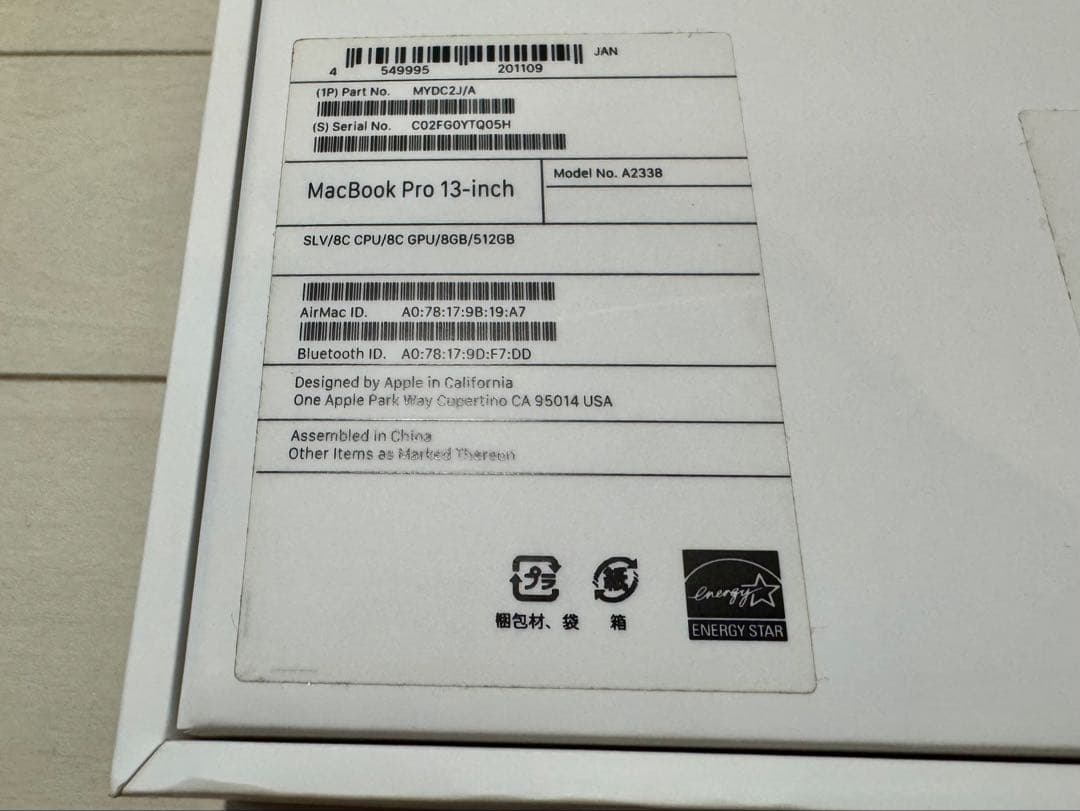 JAN
4 549995 201109
(1P) Part No. MYDC2J/A
(S) Serial No. C02FG0YTQ05H
MacBook Pro 13-inch
Model No. A2338
SLV/8C CPU/8C GPU/8GB/512GB
AirMac ID. A0:78:17:9B:19:A7
Bluetooth ID. A0:78:17:9D:F7:DD
Designed by Apple in California
One Apple Park Way Cupertino CA 95014 USA
Assembled in China
Other Items as Marked Thereon
プラ
紙
energy
梱包材、袋
箱
ENERGY STAR